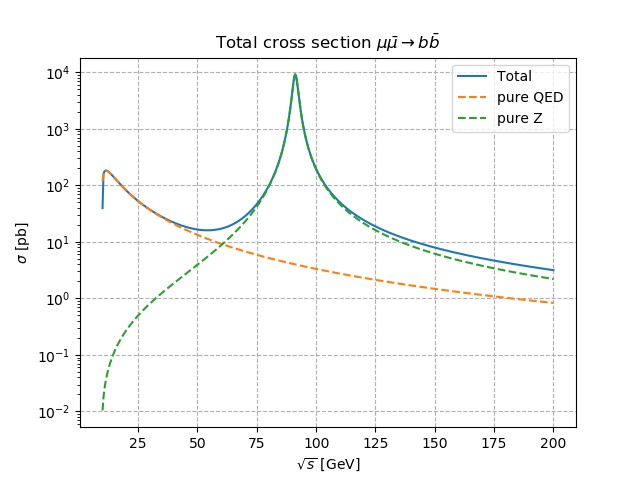 Total cross section μμ̄ → bb̄
σ [pb]
10⁴
10³
10²
10¹
10⁰
10⁻¹
10⁻²
Total
pure QED
pure Z
25 50 75 100 125 150 175 200
√s [GeV]